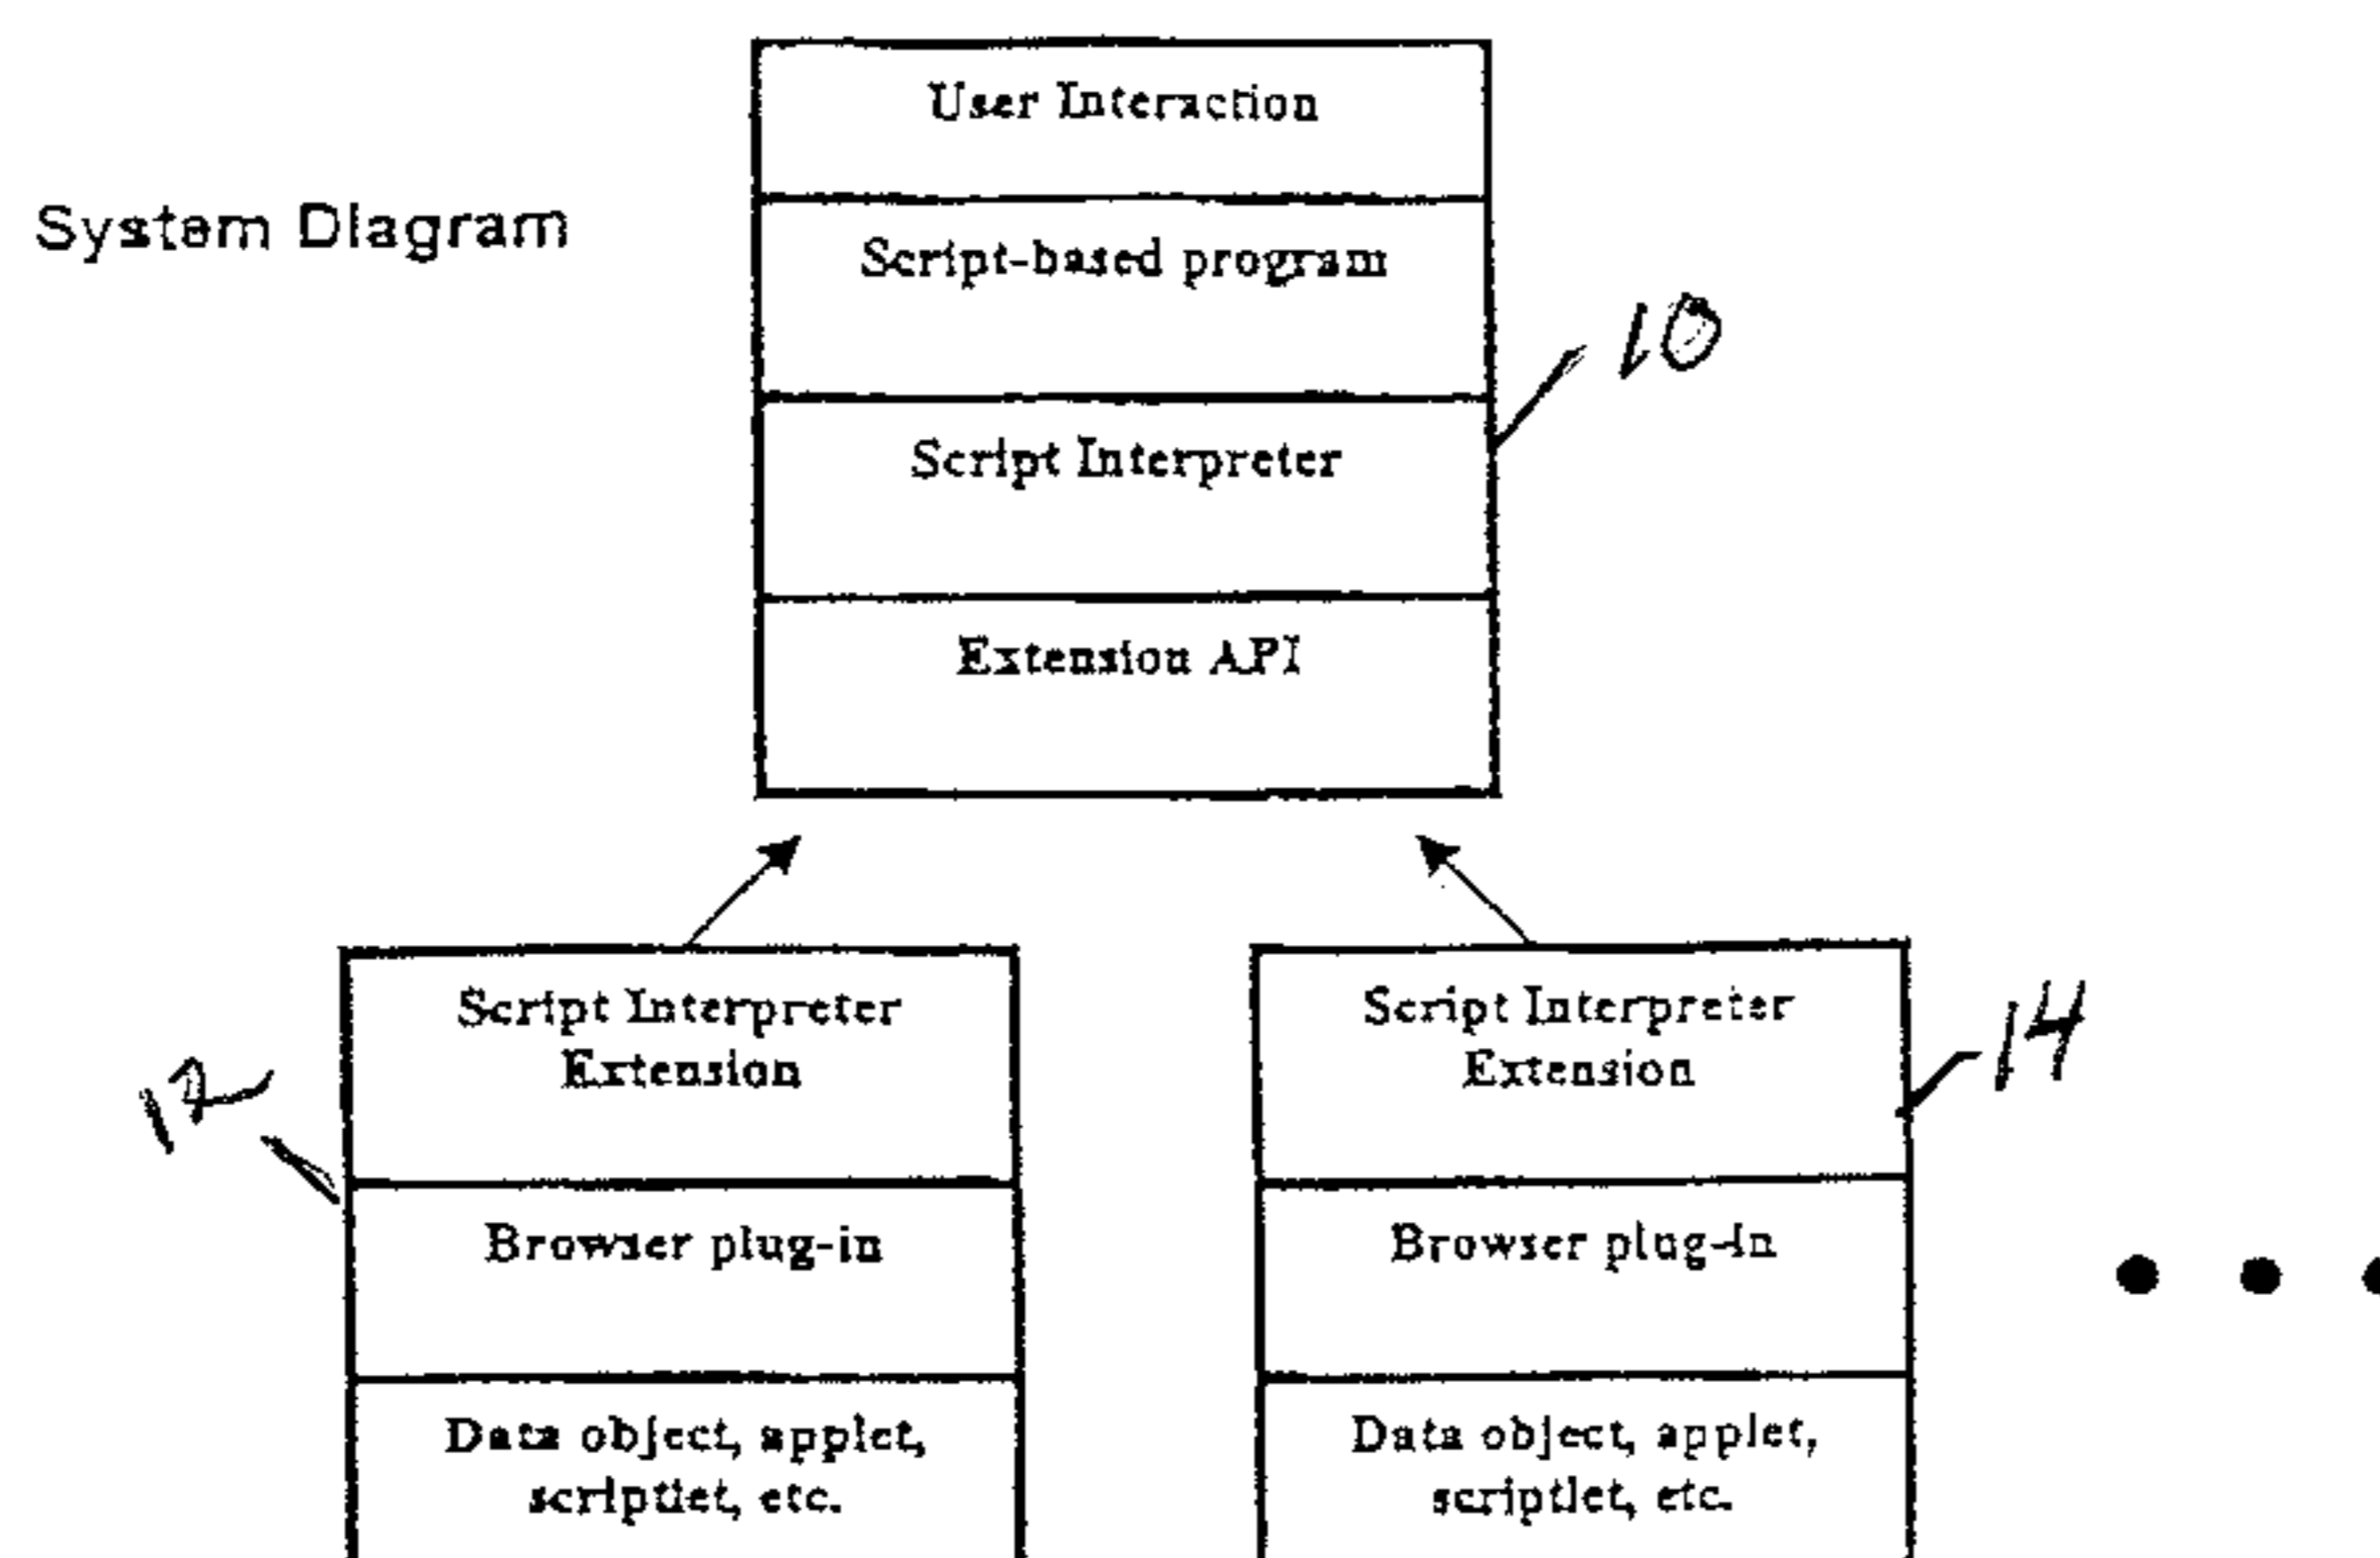 User Interaction
System Diagram
Script-based program
10
Script Interpreter
Extension API
Script Interpreter
Extension
12
Browser plug-in
Data object, applet,
scriptlet, etc.
Script Interpreter
Extension
14
Browser plug-in
Data object, applet,
scriptlet, etc.